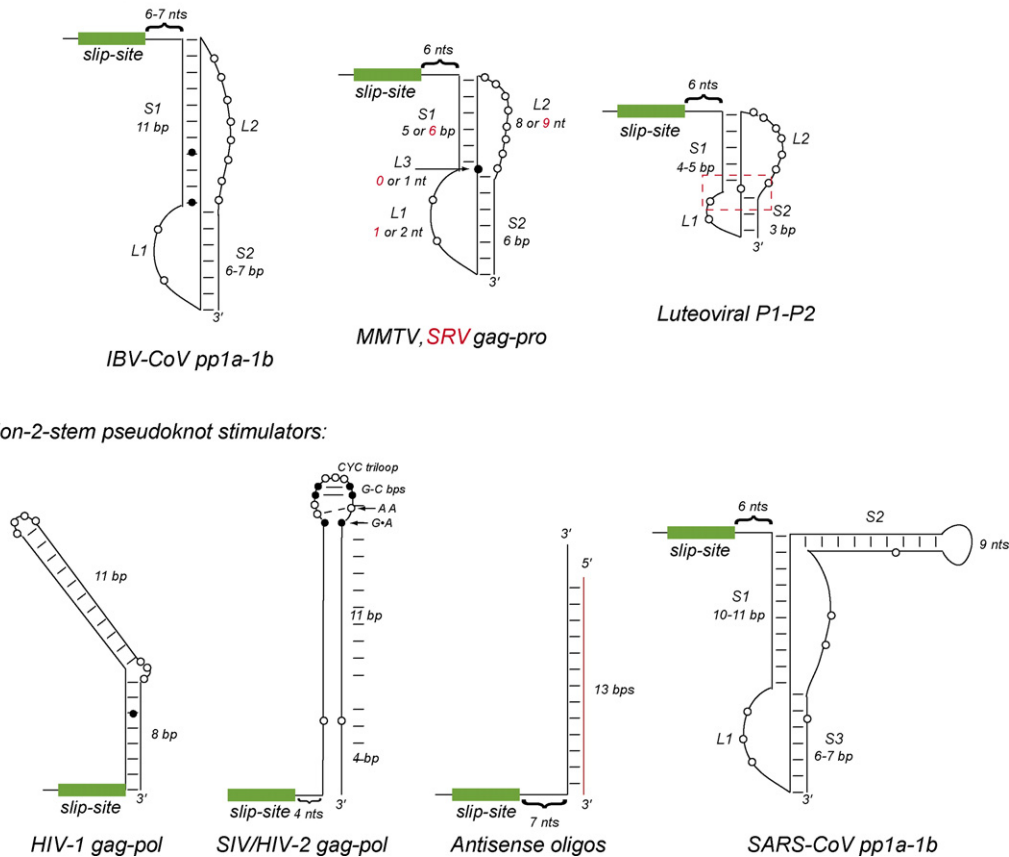 6-7 nts
slip-site
S1
11 bp
L2
L1
S2
6-7 bp
3'
IBV-CoV pp1a-1b
6 nts
slip-site
S1
5 or 6 bp
L2
8 or 9 nt
L3
0 or 1 nt
L1
1 or 2 nt
S2
6 bp
3'
MMTV, SRV gag-pro
6 nts
slip-site
S1
4-5 bp
L2
L1
S2
3 bp
3'
Luteoviral P1-P2
on-2-stem pseudoknot stimulators:
11 bp
8 bp
slip-site
3'
HIV-1 gag-pol
CYC triloop
G-C bps
A A
G•A
11 bp
4 bp
slip-site
4 nts
3'
SIV/HIV-2 gag-pol
3'
5'
13 bps
slip-site
7 nts
3'
Antisense oligos
6 nts
slip-site
S2
9 nts
S1
10-11 bp
L1
S3
6-7 bp
3'
SARS-CoV pp1a-1b